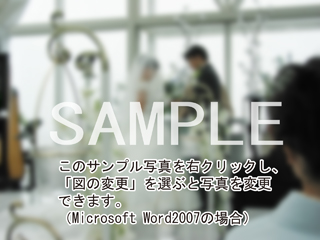 SAMPLE
このサンプル写真を右クリックし、
「図の変更」を選ぶと写真を変更
できます。
（Microsoft Word2007の場合）